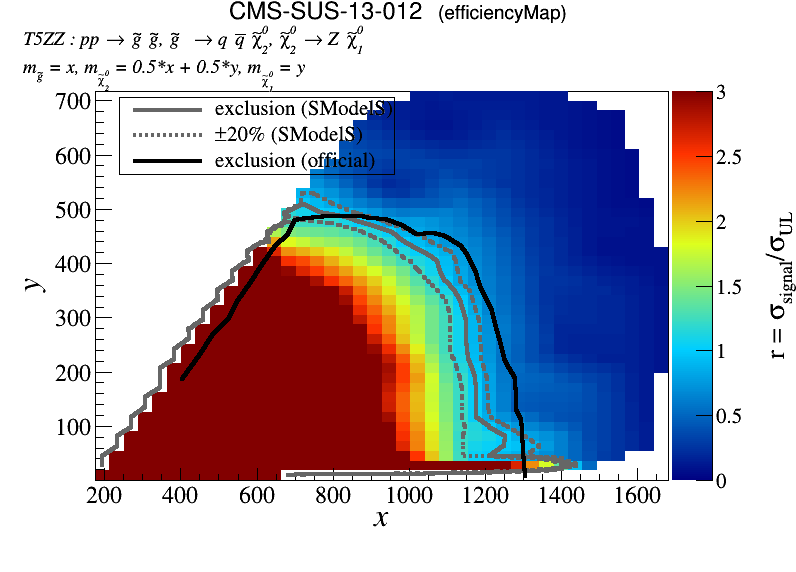 CMS-SUS-13-012 (efficiencyMap)
T5ZZ : pp → g̃ g̃, g̃ → q q̅ χ̃₂⁰, χ̃₂⁰ → Z χ̃₁⁰
m_g̃ = x, m_χ̃₂⁰ = 0.5*x + 0.5*y, m_χ̃₁⁰ = y
exclusion (SModelS)
±20% (SModelS)
exclusion (official)
700
600
500
400
300
200
100
y
200 400 600 800 1000 1200 1400 1600
x
3
2.5
2
1.5
1
0.5
0
r = σ_signal/σ_UL